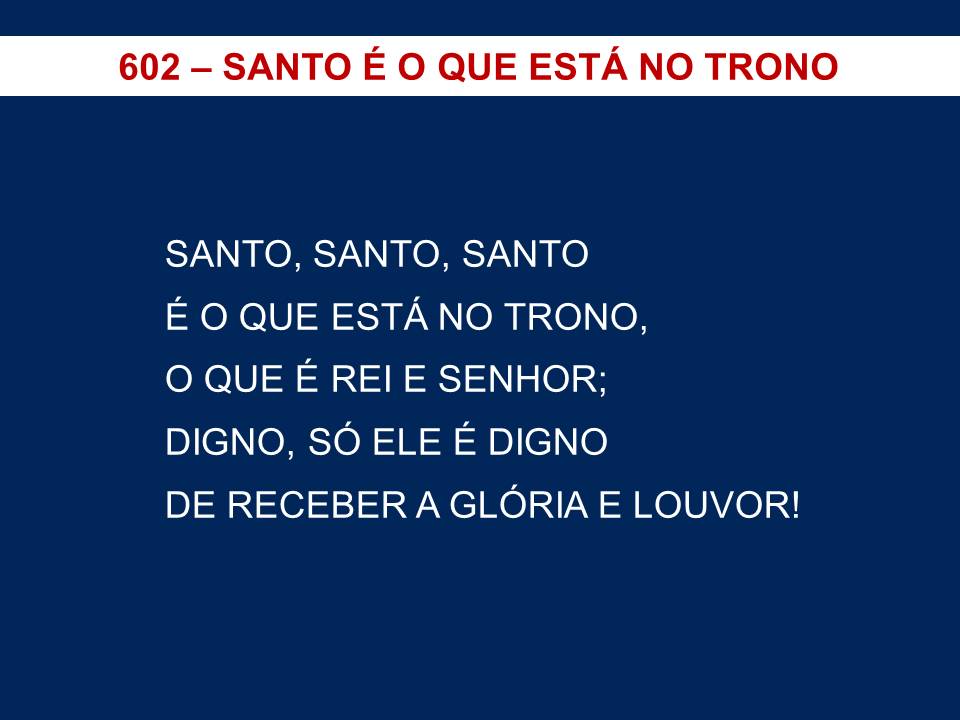 602 – SANTO É O QUE ESTÁ NO TRONO
SANTO, SANTO, SANTO
É O QUE ESTÁ NO TRONO,
O QUE É REI E SENHOR;
DIGNO, SÓ ELE É DIGNO
DE RECEBER A GLÓRIA E LOUVOR!